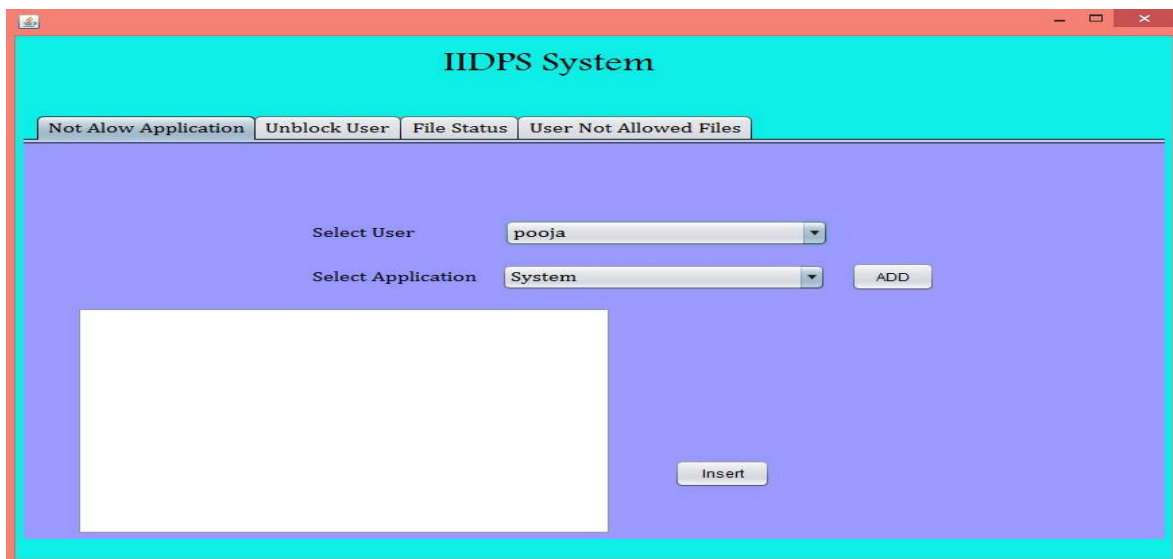 IIDPS System
Not Alow Application Unblock User File Status User Not Allowed Files
Select User pooja
Select Application System ADD
Insert